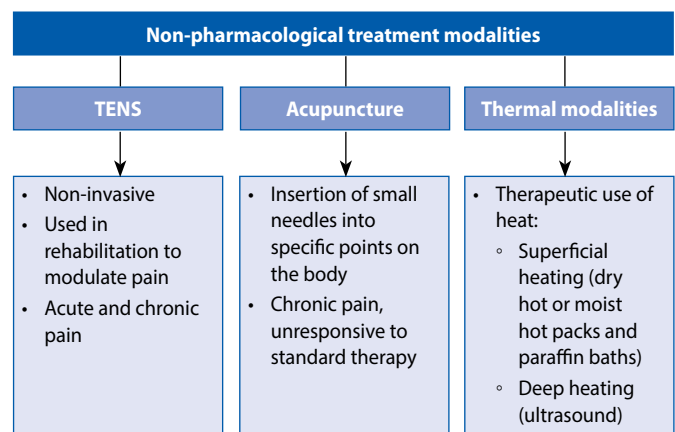 Non-pharmacological treatment modalities
TENS
Acupuncture
Thermal modalities
• Non-invasive
• Used in
rehabilitation to
modulate pain
• Acute and chronic
pain
• Insertion of small
needles into
specific points on
the body
• Chronic pain,
unresponsive to
standard therapy
• Therapeutic use of
heat:
◦ Superficial
heating (dry
hot or moist
hot packs and
paraffin baths)
◦ Deep heating
(ultrasound)